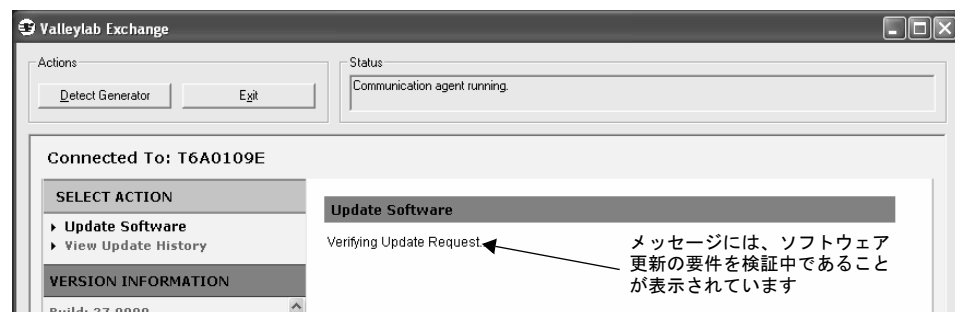 Valleylab Exchange
Actions
Detect Generator
Exit
Status
Communication agent running.
Connected To: T6A0109E
SELECT ACTION
Update Software
View Update History
VERSION INFORMATION
Update Software
Verifying Update Request.
メッセージには、ソフトウェア
更新の要件を検証中であること
が表示されています